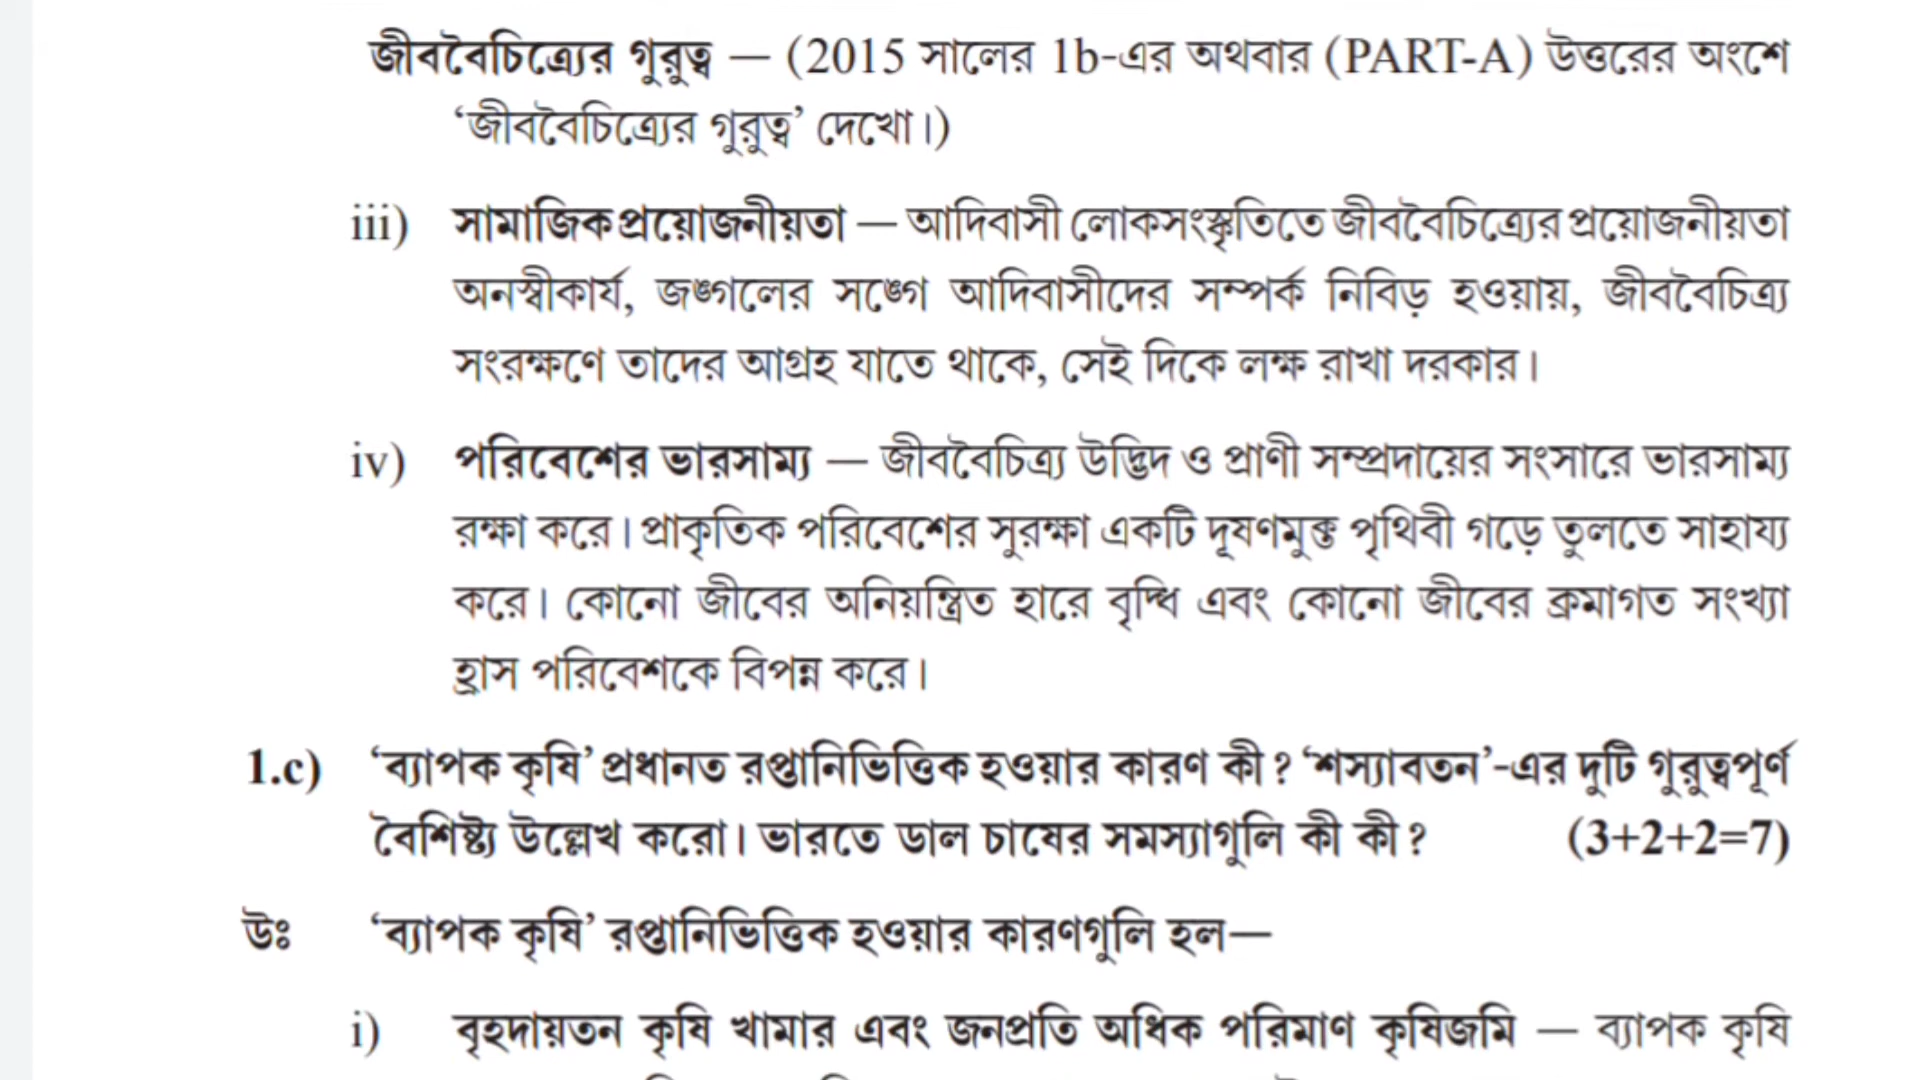 জীববৈচিত্র্যের গুরুত্ব — (2015 সালের 1b-এর অথবার (PART-A) উত্তরের অংশে
‘জীববৈচিত্র্যের গুরুত্ব’ দেখো।)
iii) সামাজিক প্রয়োজনীয়তা — আদিবাসী লোকসংস্কৃতিতে জীববৈচিত্র্যের প্রয়োজনীয়তা
অনস্বীকার্য, জঙ্গলের সঙ্গে আদিবাসীদের সম্পর্ক নিবিড় হওয়ায়, জীববৈচিত্র্য
সংরক্ষণে তাদের আগ্রহ যাতে থাকে, সেই দিকে লক্ষ রাখা দরকার।
iv) পরিবেশের ভারসাম্য — জীববৈচিত্র্য উদ্ভিদ ও প্রাণী সম্প্রদায়ের সংসারে ভারসাম্য
রক্ষা করে। প্রাকৃতিক পরিবেশের সুরক্ষা একটি দূষণমুক্ত পৃথিবী গড়ে তুলতে সাহায্য
করে। কোনো জীবের অনিয়ন্ত্রিত হারে বৃদ্ধি এবং কোনো জীবের ক্রমাগত সংখ্যা
হ্রাস পরিবেশকে বিপন্ন করে।
1.c) ‘ব্যাপক কৃষি’ প্রধানত রপ্তানিভিত্তিক হওয়ার কারণ কী? ‘শস্যাবতন’-এর দুটি গুরুত্বপূর্ণ
বৈশিষ্ট্য উল্লেখ করো। ভারতে ডাল চাষের সমস্যাগুলি কী কী? (3+2+2=7)
উঃ ‘ব্যাপক কৃষি’ রপ্তানিভিত্তিক হওয়ার কারণগুলি হল—
i) বৃহদায়তন কৃষি খামার এবং জনপ্রতি অধিক পরিমাণ কৃষিজমি — ব্যাপক কৃষি